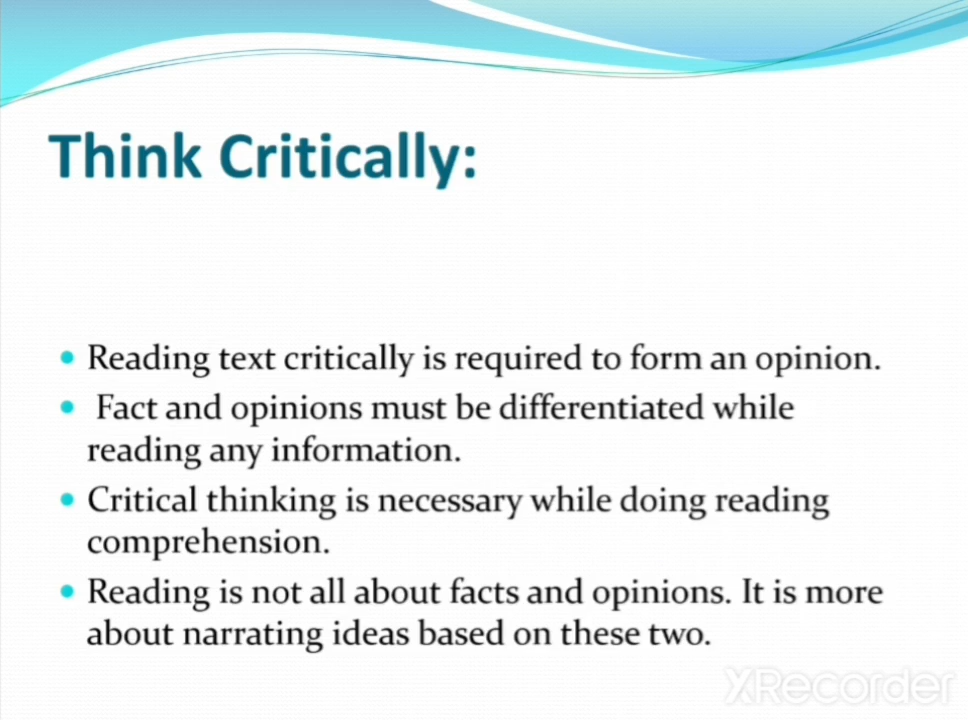 Think Critically:
Reading text critically is required to form an opinion.
Fact and opinions must be differentiated while
reading any information.
Critical thinking is necessary while doing reading
comprehension.
Reading is not all about facts and opinions. It is more
about narrating ideas based on these two.
XRecorder